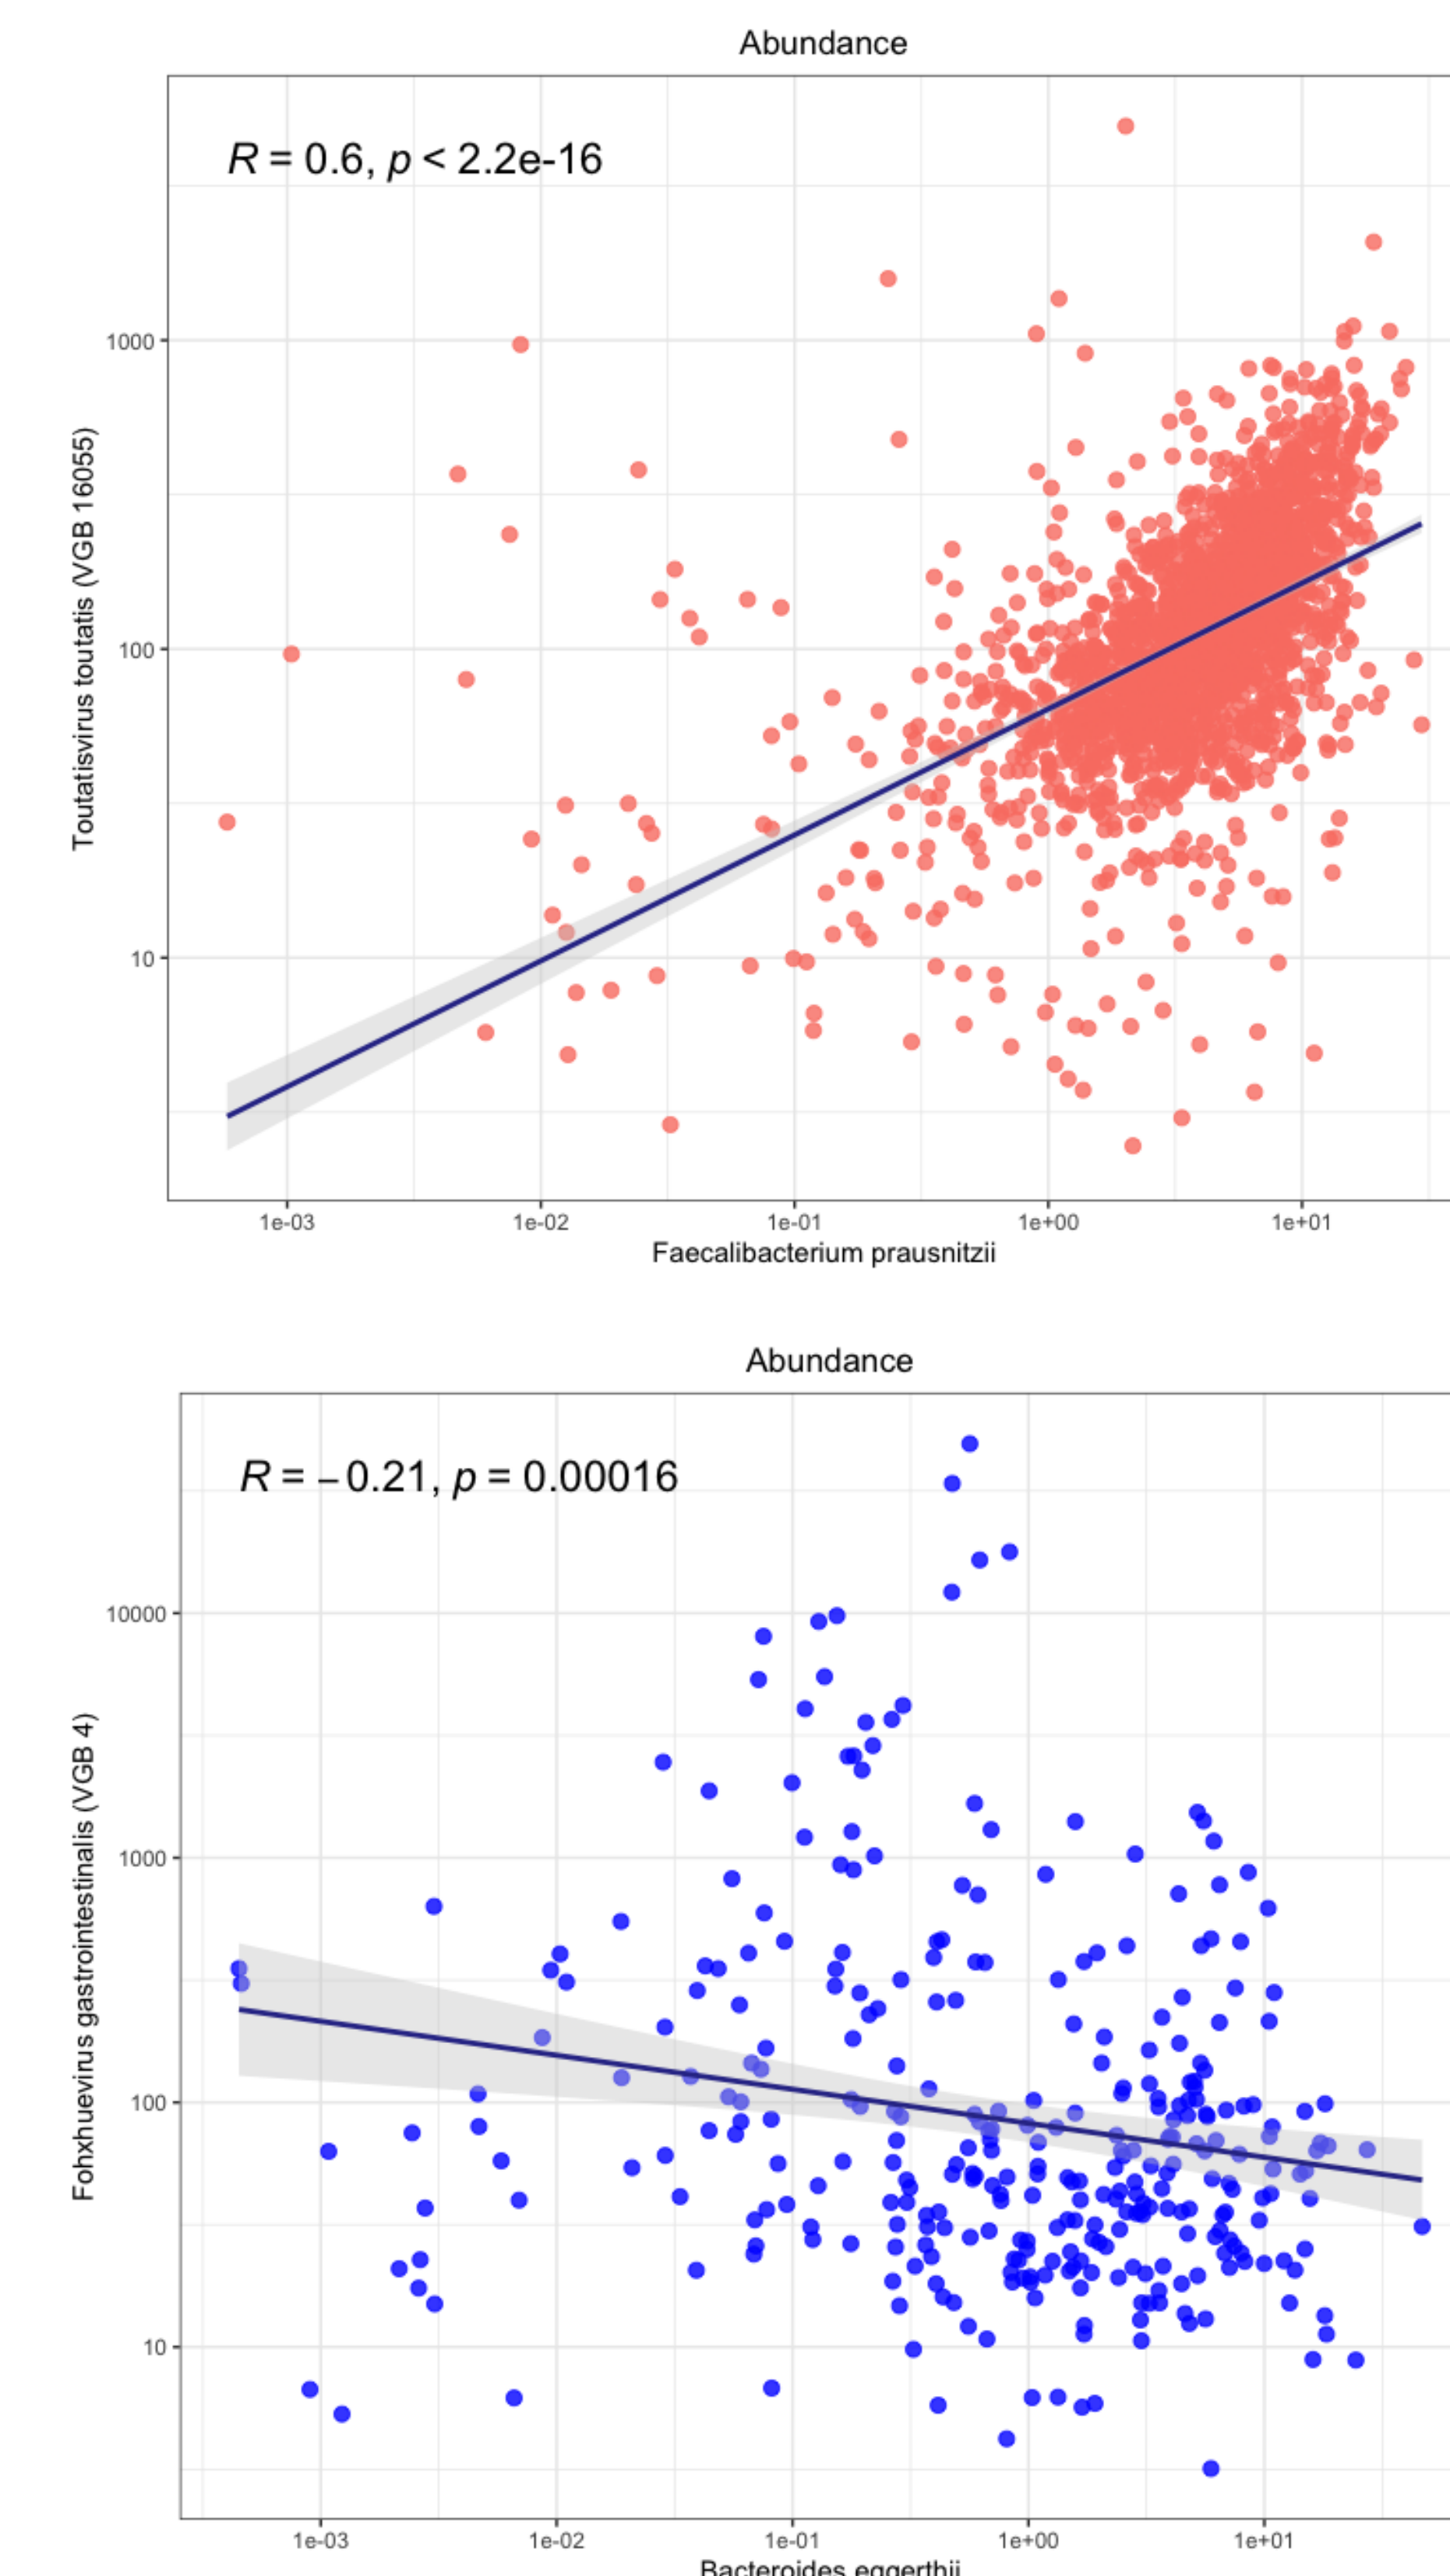 Abundance
R = 0.6, p < 2.2e-16
1000
100
10
Toutatisvirus toutatis (VGB 16055)
1e-03 1e-02 1e-01 1e+00 1e+01
Faecalibacterium prausnitzii
Abundance
R = −0.21, p = 0.00016
10000
1000
100
10
Fohxhuevirus gastrointestinalis (VGB 4)
1e-03 1e-02 1e-01 1e+00 1e+01
Bacteroides eggerthii